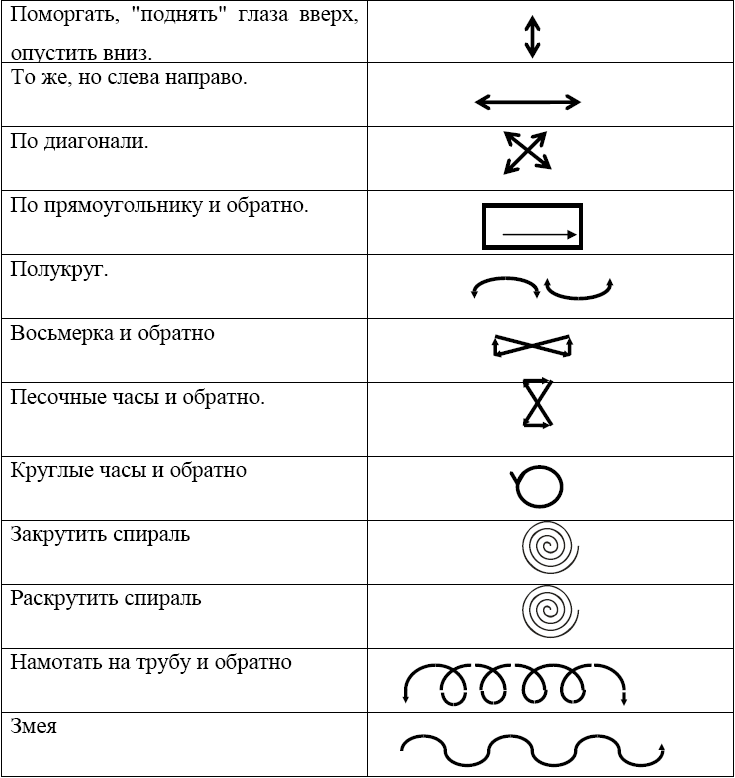 Поморгать, "поднять" глаза вверх,
опустить вниз.
То же, но слева направо.
По диагонали.
По прямоугольнику и обратно.
Полукруг.
Восьмерка и обратно
Песочные часы и обратно.
Круглые часы и обратно
Закрутить спираль
Раскрутить спираль
Намотать на трубу и обратно
Змея